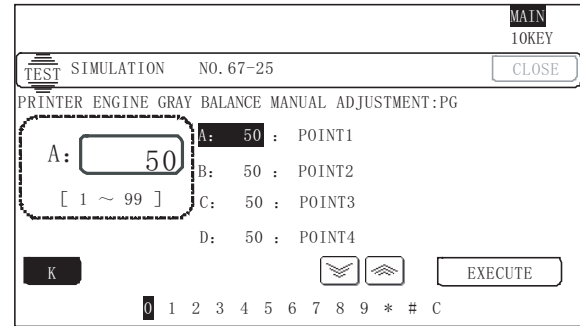 MAIN
10KEY
TEST SIMULATION NO.67-25 CLOSE
PRINTER ENGINE GRAY BALANCE MANUAL ADJUSTMENT:PG
A: 50
[ 1 ~ 99 ]
A: 50 : POINT1
B: 50 : POINT2
C: 50 : POINT3
D: 50 : POINT4
K EXECUTE
0 1 2 3 4 5 6 7 8 9 * # C